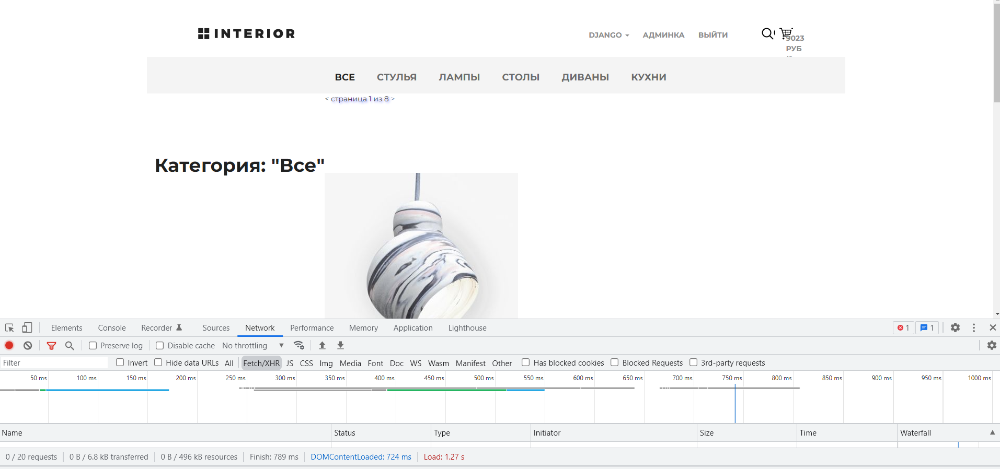 INTERIOR
DJANGO АДМИНКА ВЫЙТИ
9023
РУБ
ВСЕ СТУЛЬЯ ЛАМПЫ СТОЛЫ ДИВАНЫ КУХНИ
< страница 1 из 8 >
Категория: "Все"
Elements Console Recorder Sources Network Performance Memory Application Lighthouse 1 1
Preserve log Disable cache No throttling
Filter Invert Hide data URLs All Fetch/XHR JS CSS Img Media Font Doc WS Wasm Manifest Other Has blocked cookies Blocked Requests 3rd-party requests
50 ms 100 ms 150 ms 200 ms 250 ms 300 ms 350 ms 400 ms 450 ms 500 ms 550 ms 600 ms 650 ms 700 ms 750 ms 800 ms 850 ms 900 ms 950 ms 1000 ms
Name Status Type Initiator Size Time Waterfall
0 / 20 requests 0 B / 6.8 kB transferred 0 B / 496 kB resources Finish: 789 ms DOMContentLoaded: 724 ms Load: 1.27 s